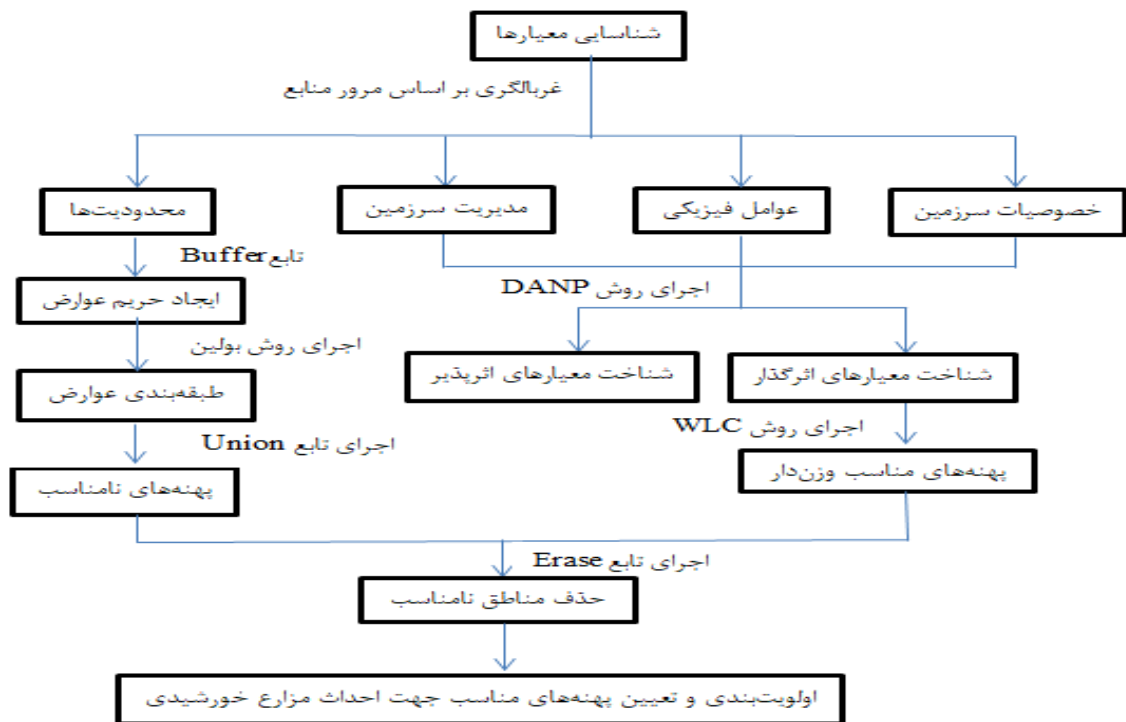 شناسایی معیارها
غربالگری بر اساس مرور منابع
خصوصیات سرزمین
عوامل فیزیکی
مدیریت سرزمین
محدودیت‌ها
تابع Buffer
اجرای روش DANP
ایجاد حریم عوارض
اجرای روش بولین
شناخت معیارهای اثرگذار
شناخت معیارهای اثرپذیر
طبقه‌بندی عوارض
اجرای روش WLC
اجرای تابع Union
پهنه‌های مناسب وزن‌دار
پهنه‌های نامناسب
اجرای تابع Erase
حذف مناطق نامناسب
اولویت‌بندی و تعیین پهنه‌های مناسب جهت احداث مزارع خورشیدی